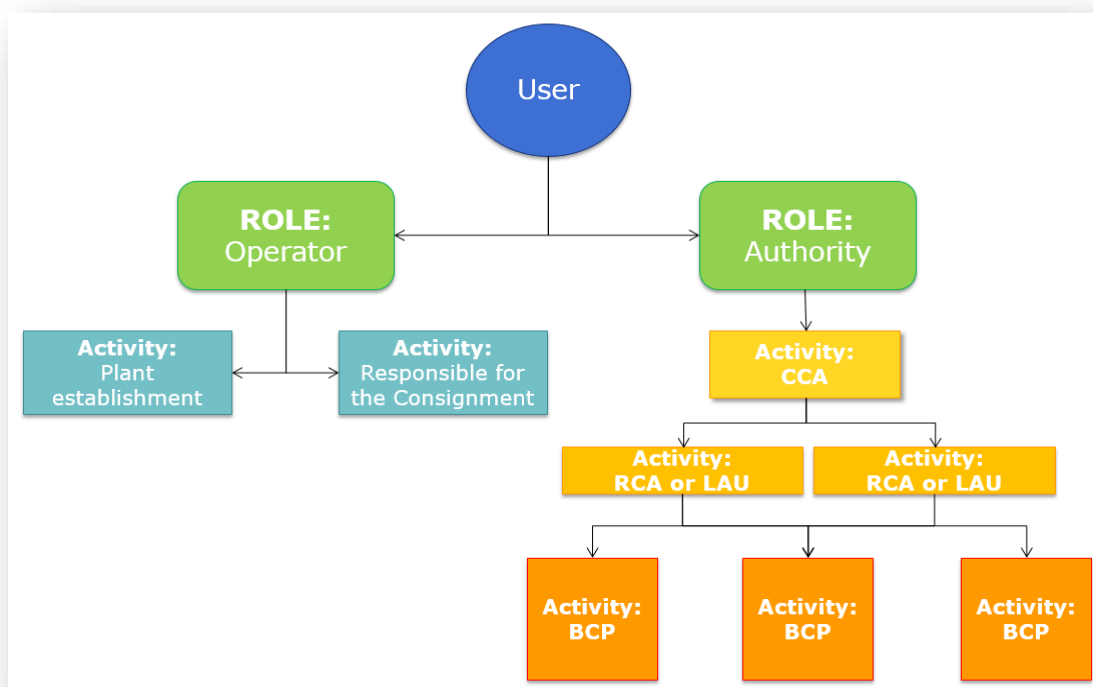 User
ROLE:
Operator
ROLE:
Authority
Activity:
Plant
establishment
Activity:
Responsible for
the Consignment
Activity:
CCA
Activity:
RCA or LAU
Activity:
RCA or LAU
Activity:
BCP
Activity:
BCP
Activity:
BCP